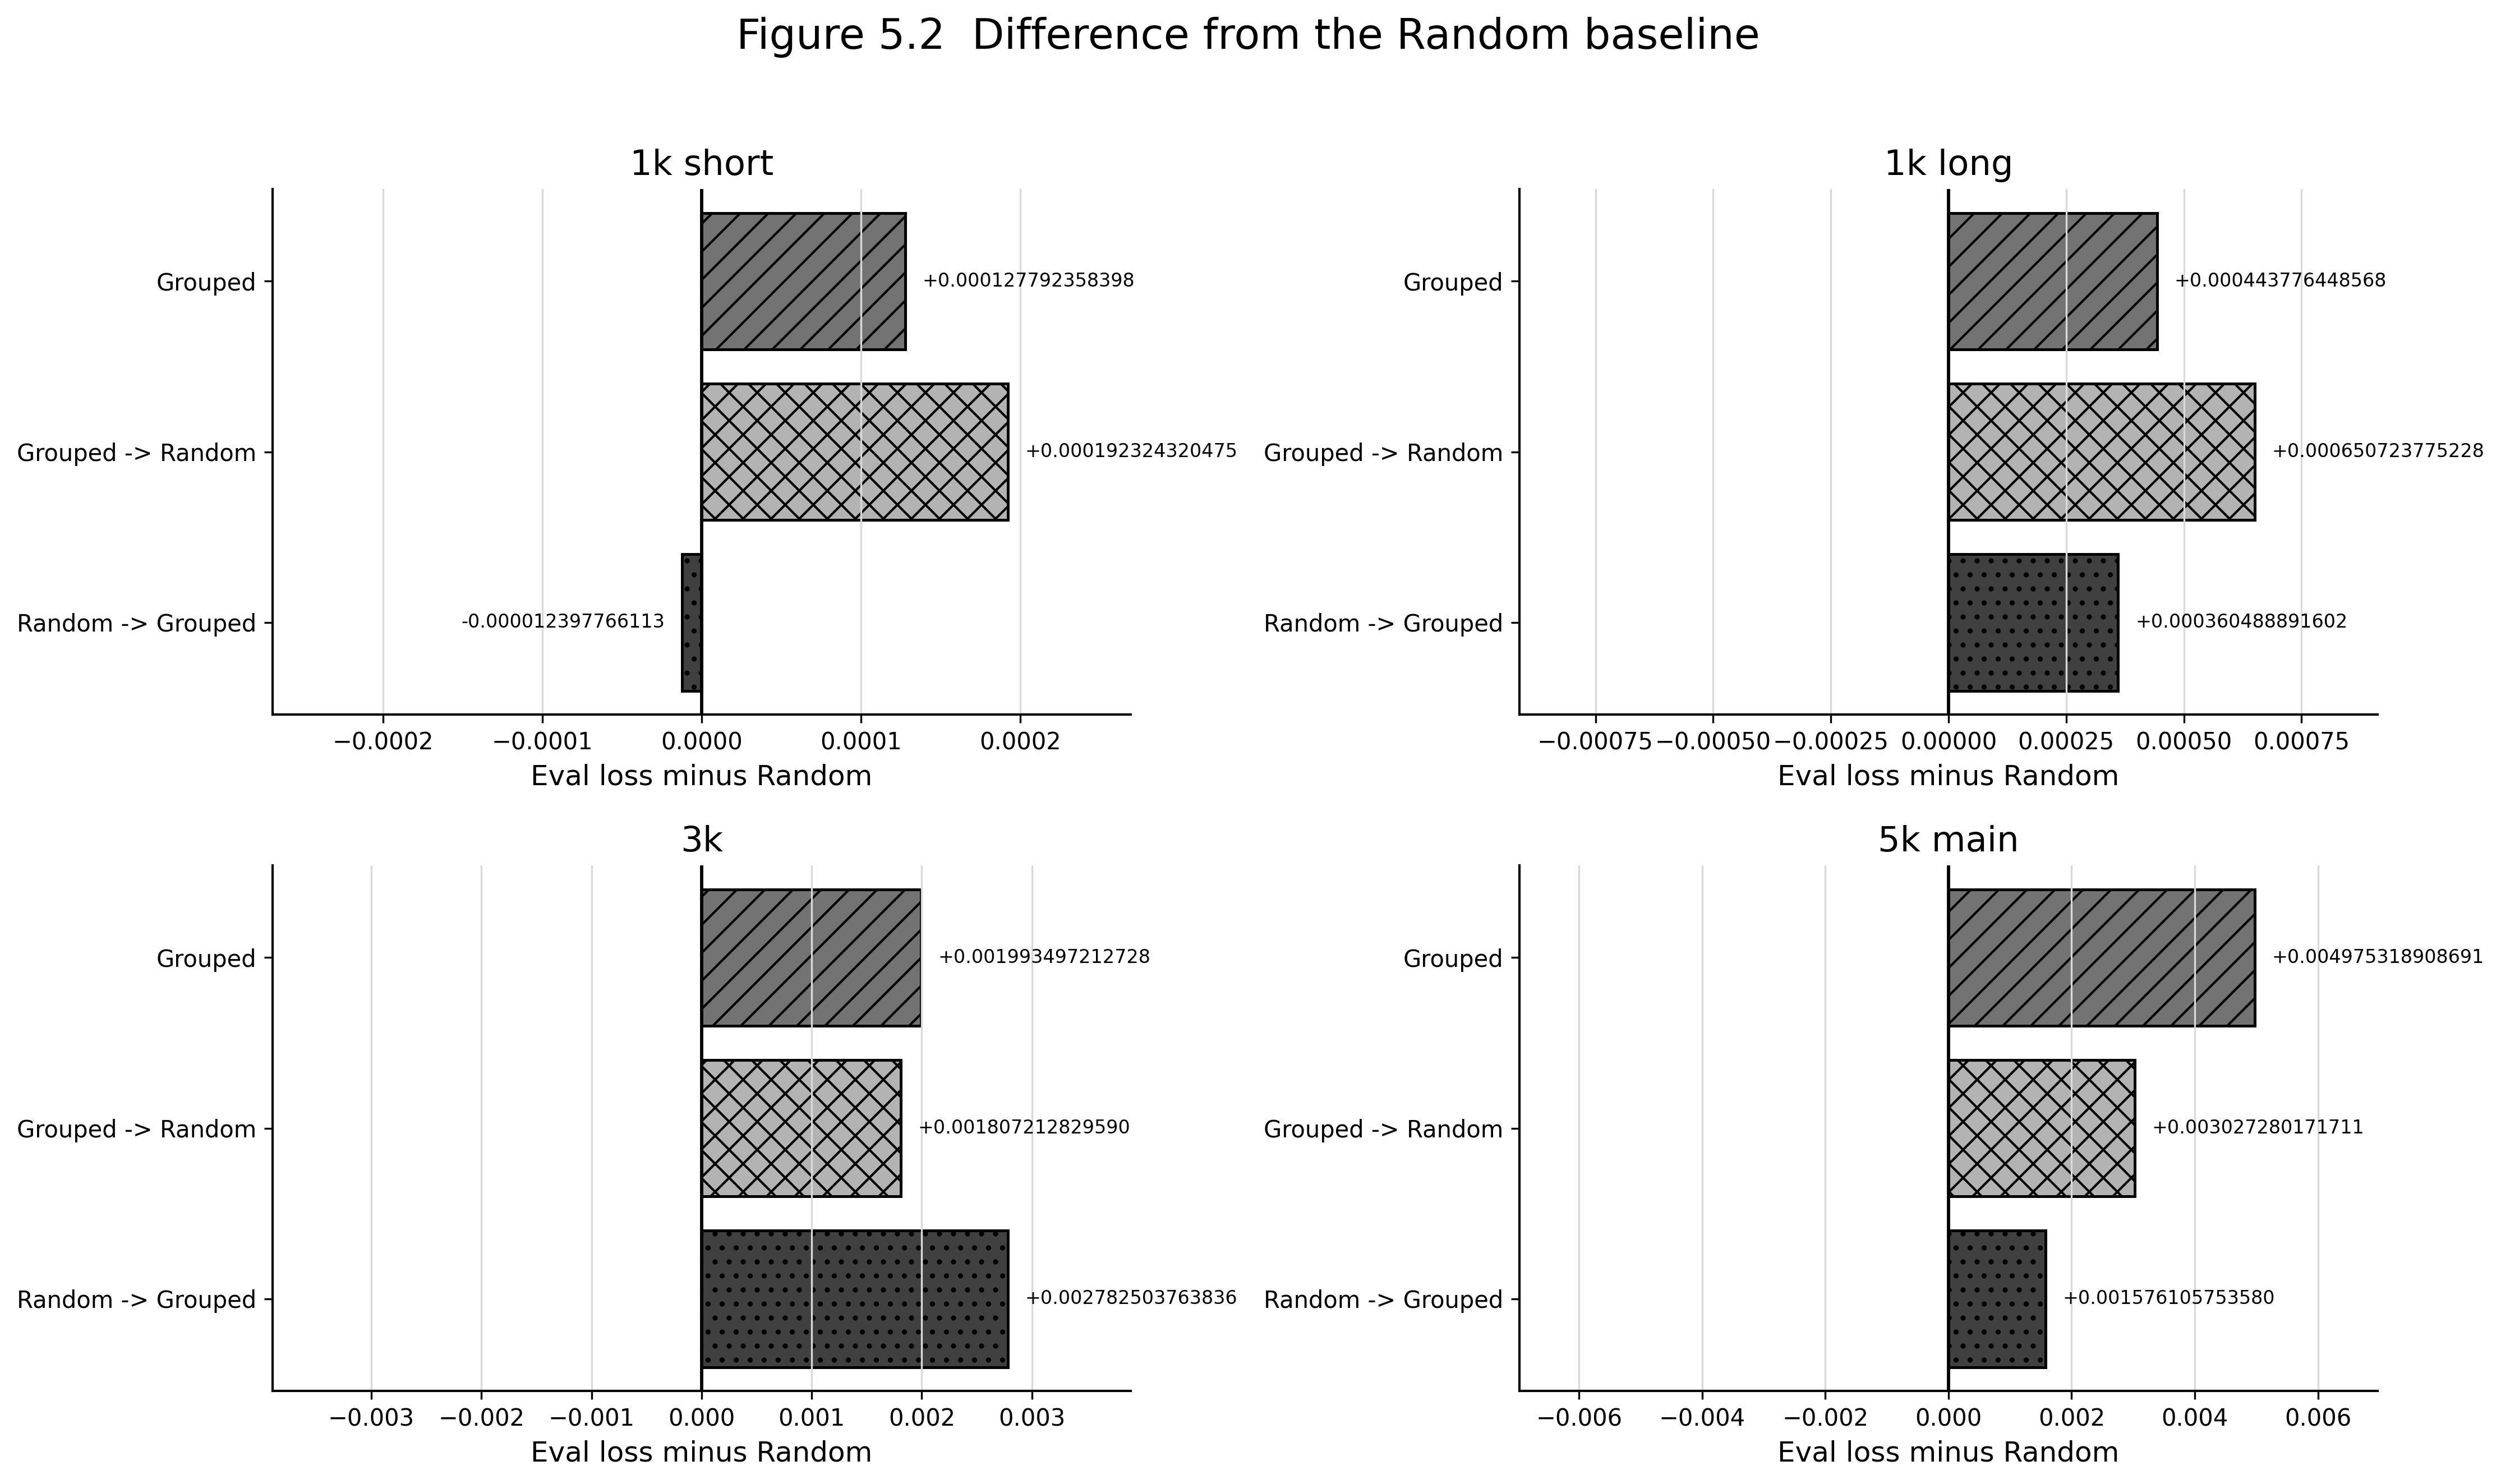 Figure 5.2  Difference from the Random baseline
1k short
Grouped
+0.000127792358398
Grouped -> Random
+0.000192324320475
Random -> Grouped
-0.000012397766113
−0.0002
−0.0001
0.0000
0.0001
0.0002
Eval loss minus Random
1k long
Grouped
+0.000443776448568
Grouped -> Random
+0.000650723775228
Random -> Grouped
+0.000360488891602
−0.00075
−0.00050
−0.00025
0.00000
0.00025
0.00050
0.00075
Eval loss minus Random
3k
Grouped
+0.001993497212728
Grouped -> Random
+0.001807212829590
Random -> Grouped
+0.002782503763836
−0.003
−0.002
−0.001
0.000
0.001
0.002
0.003
Eval loss minus Random
5k main
Grouped
+0.004975318908691
Grouped -> Random
+0.003027280171711
Random -> Grouped
+0.001576105753580
−0.006
−0.004
−0.002
0.000
0.002
0.004
0.006
Eval loss minus Random